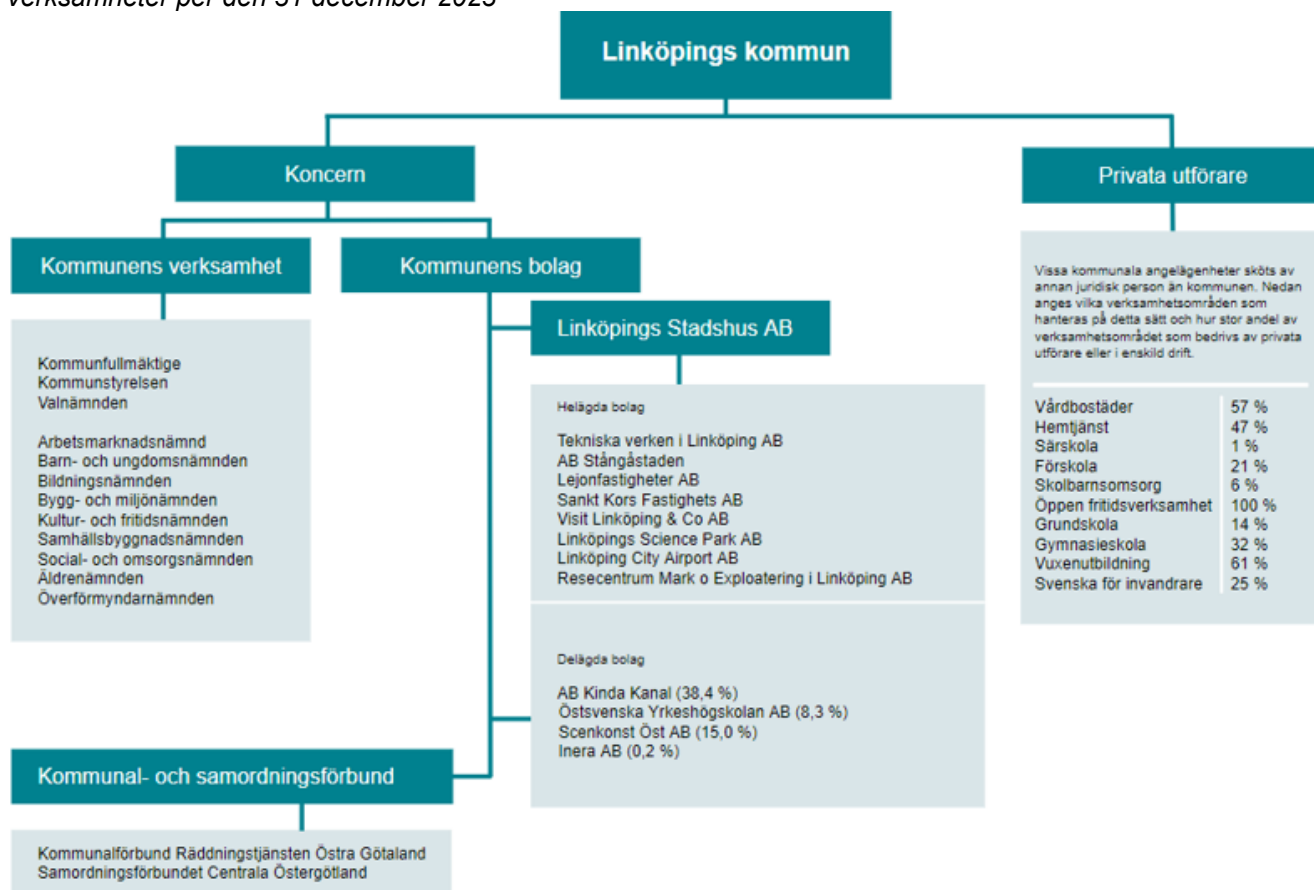 verksamheter per den 31 december 2023
Linköpings kommun
Koncern
Privata utförare
Kommunens verksamhet
Kommunens bolag
Kommunfullmäktige
Kommunstyrelsen
Valnämnden
Arbetsmarknadsnämnd
Barn- och ungdomsnämnden
Bildningsnämnden
Bygg- och miljönämnden
Kultur- och fritidsnämnden
Samhällsbyggnadsnämnden
Social- och omsorgsnämnden
Äldrenämnden
Överförmyndarnämnden
Linköpings Stadshus AB
Helägda bolag
Tekniska verken i Linköping AB
AB Stångåstaden
Lejonfastigheter AB
Sankt Kors Fastighets AB
Visit Linköping & Co AB
Linköpings Science Park AB
Linköping City Airport AB
Resecentrum Mark o Exploatering i Linköping AB
Delägda bolag
AB Kinda Kanal (38,4 %)
Östsvenska Yrkeshögskolan AB (8,3 %)
Scenkonst Öst AB (15,0 %)
Inera AB (0,2 %)
Kommunal- och samordningsförbund
Kommunalförbund Räddningstjänsten Östra Götaland
Samordningsförbundet Centrala Östergötland
Vissa kommunala angelägenheter sköts av
annan juridisk person än kommunen. Nedan
anges vilka verksamhetsområden som
hanteras på detta sätt och hur stor andel av
verksamhetsområdet som bedrivs av privata
utförare eller i enskild drift.
Vårdbostäder 57 %
Hemtjänst 47 %
Särskola 1 %
Förskola 21 %
Skolbarnsomsorg 6 %
Öppen fritidsverksamhet 100 %
Grundskola 14 %
Gymnasieskola 32 %
Vuxenutbildning 61 %
Svenska för invandrare 25 %